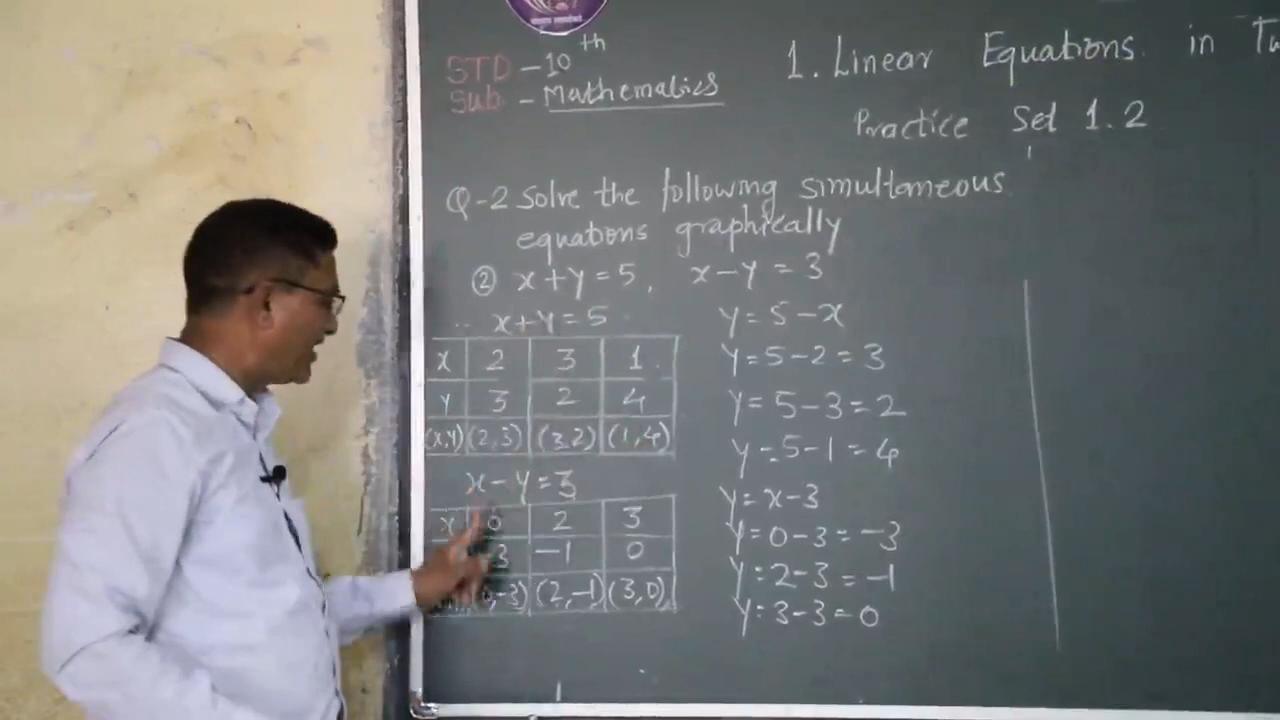 STD - 10th
Sub - Mathematics
1. Linear Equations in
Practice Set 1.2
Q-2 Solve the following simultaneous
equations graphically
② x+y=5, x-y=3
x+y=5
x 2 3 1
y 3 2 4
(x,y) (2,3) (3,2) (1,4)
x-y=3
x 0 2 3
3 -1 0
-3) (2,-1) (3,0)
y=5-x
y=5-2=3
y=5-3=2
y=5-1=4
y=x-3
y=0-3=-3
y=2-3=-1
y=3-3=0